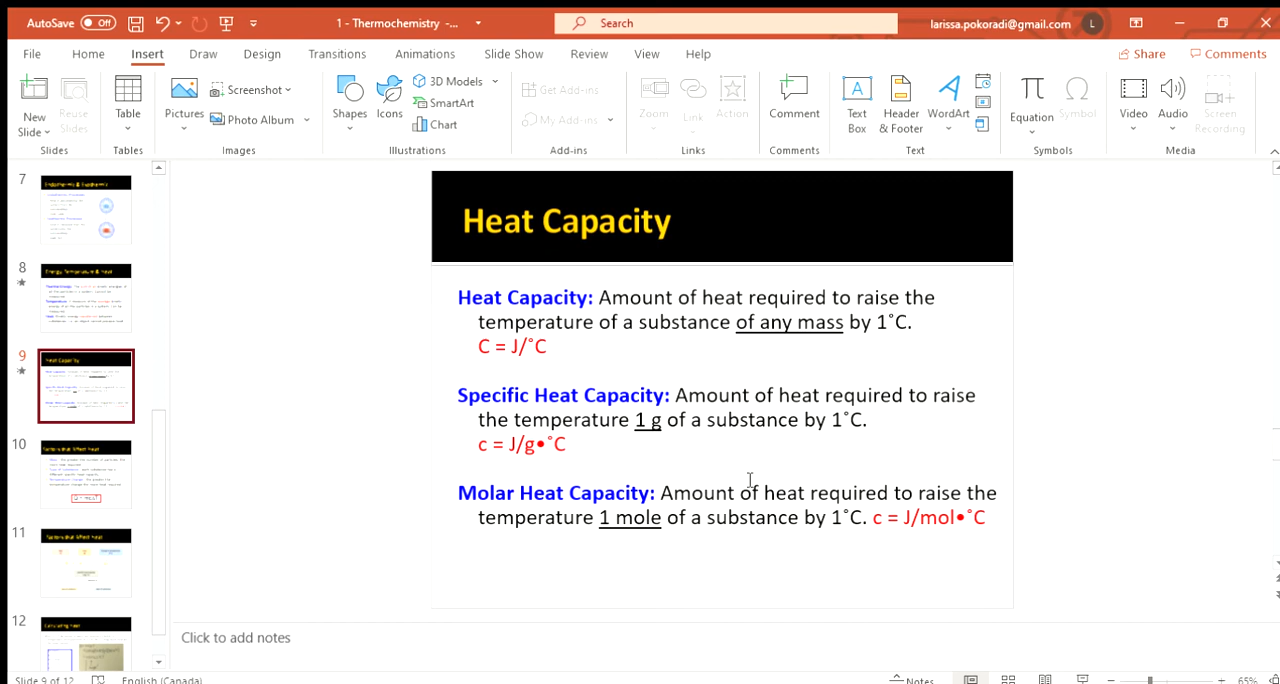 AutoSave Off 1 - Thermochemistry -... Search larissa.pokoradi@gmail.com L
File Home Insert Draw Design Transitions Animations Slide Show Review View Help Share Comments
New Slide Reuse Slides Table Pictures Screenshot Photo Album Shapes Icons 3D Models SmartArt Chart Get Add-ins My Add-ins Zoom Link Action Comment Text Box Header & Footer WordArt Equation Symbol Video Audio Screen Recording
Slides Tables Images Illustrations Add-ins Links Comments Text Symbols Media
7
8
9
10
11
12
Heat Capacity
Heat Capacity: Amount of heat required to raise the
temperature of a substance of any mass by 1˚C.
C = J/˚C
Specific Heat Capacity: Amount of heat required to raise
the temperature 1 g of a substance by 1˚C.
c = J/g•˚C
Molar Heat Capacity: Amount of heat required to raise the
temperature 1 mole of a substance by 1˚C. c = J/mol•˚C
Click to add notes
Slide 9 of 12 English (Canada) Notes 65%